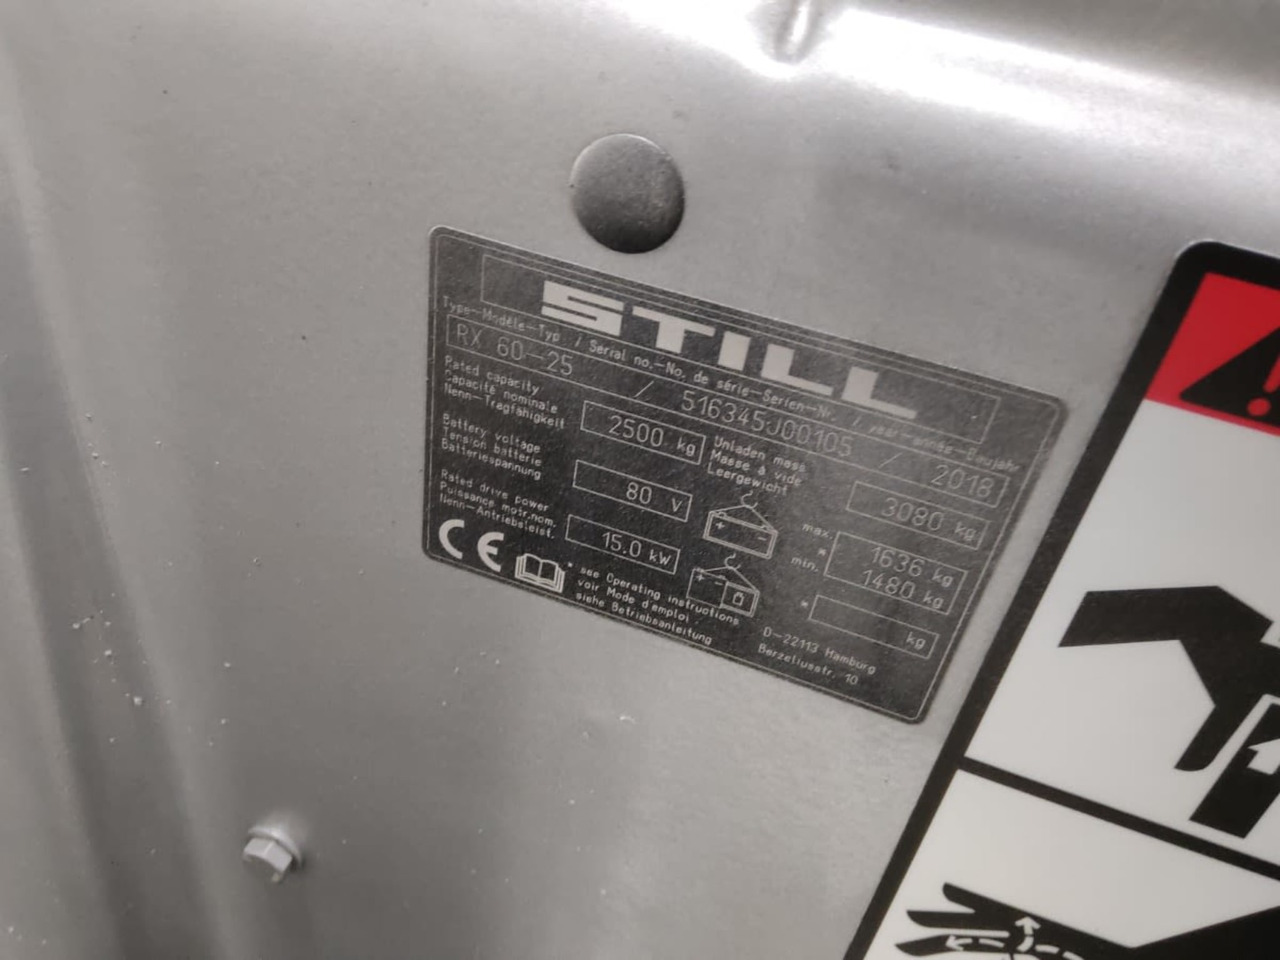 STILL
Type-Modèle-Typ / Serial no.-No. de série-Serien-Nr. / year-année-Baujahr
RX 60-25 / 516345J00105 / 2018
Rated capacity
Capacité nominale
Nenn-Tragfähigkeit
2500 kg
Unladen mass
Masse à vide
Leergewicht
3080 kg
Battery voltage
Tension batterie
Batteriespannung
80 V
max. 1636 kg
* min. 1480 kg
Rated drive power
Puissance motr.nom.
Nenn-Antriebsleist.
15.0 kW
* kg
CE
* see Operating instructions
voir Mode d'emploi
siehe Betriebsanleitung
D-22113 Hamburg
Berzeliusstr. 10